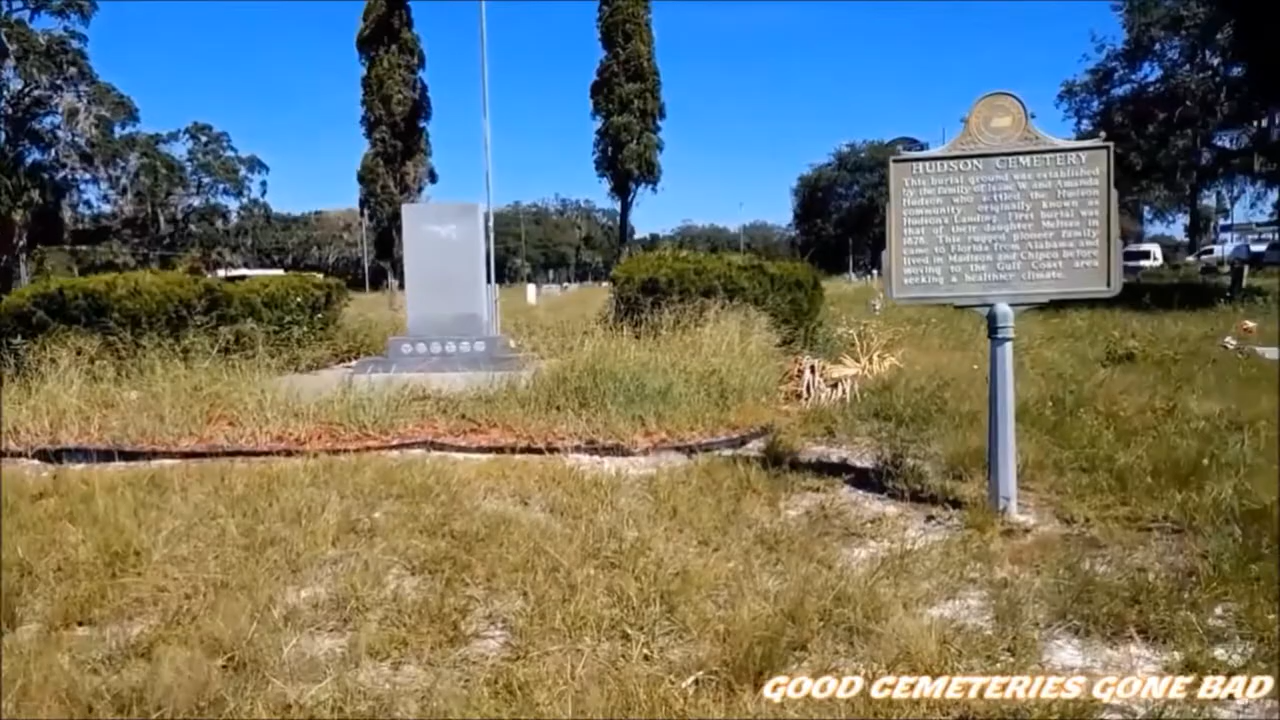 HUDSON CEMETERY
This burial ground was established
by the family of Isaac W. and Amanda
Hudson who settled the
community initially known as
Hudson's Landing. First burial was
that of their daughter Melissa in
1878. This rugged pioneer family
came to Florida from Alabama and
lived in Madison and Chipco before
moving to the Gulf Coast area
seeking a healthier climate.
GOOD CEMETERIES GONE BAD